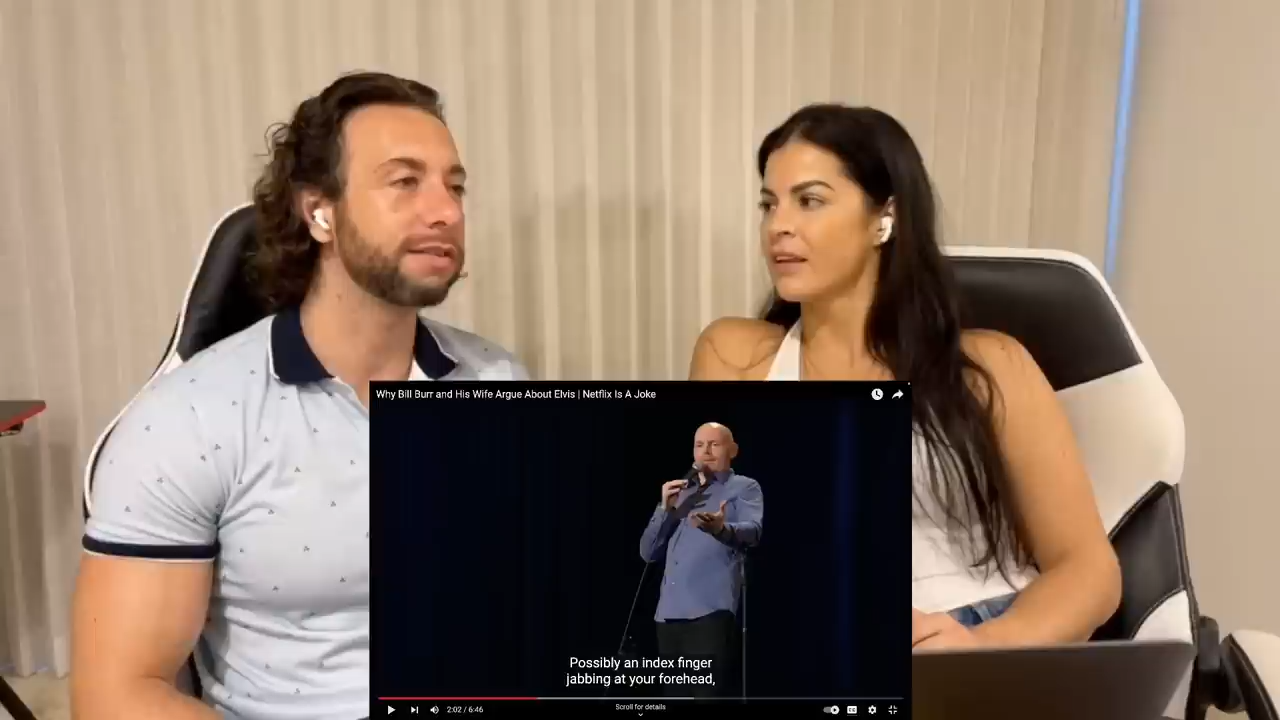 Why Bill Burr and His Wife Argue About Elvis | Netflix Is A Joke
Possibly an index finger
jabbing at your forehead,
2:02 / 6:46
Scroll for details